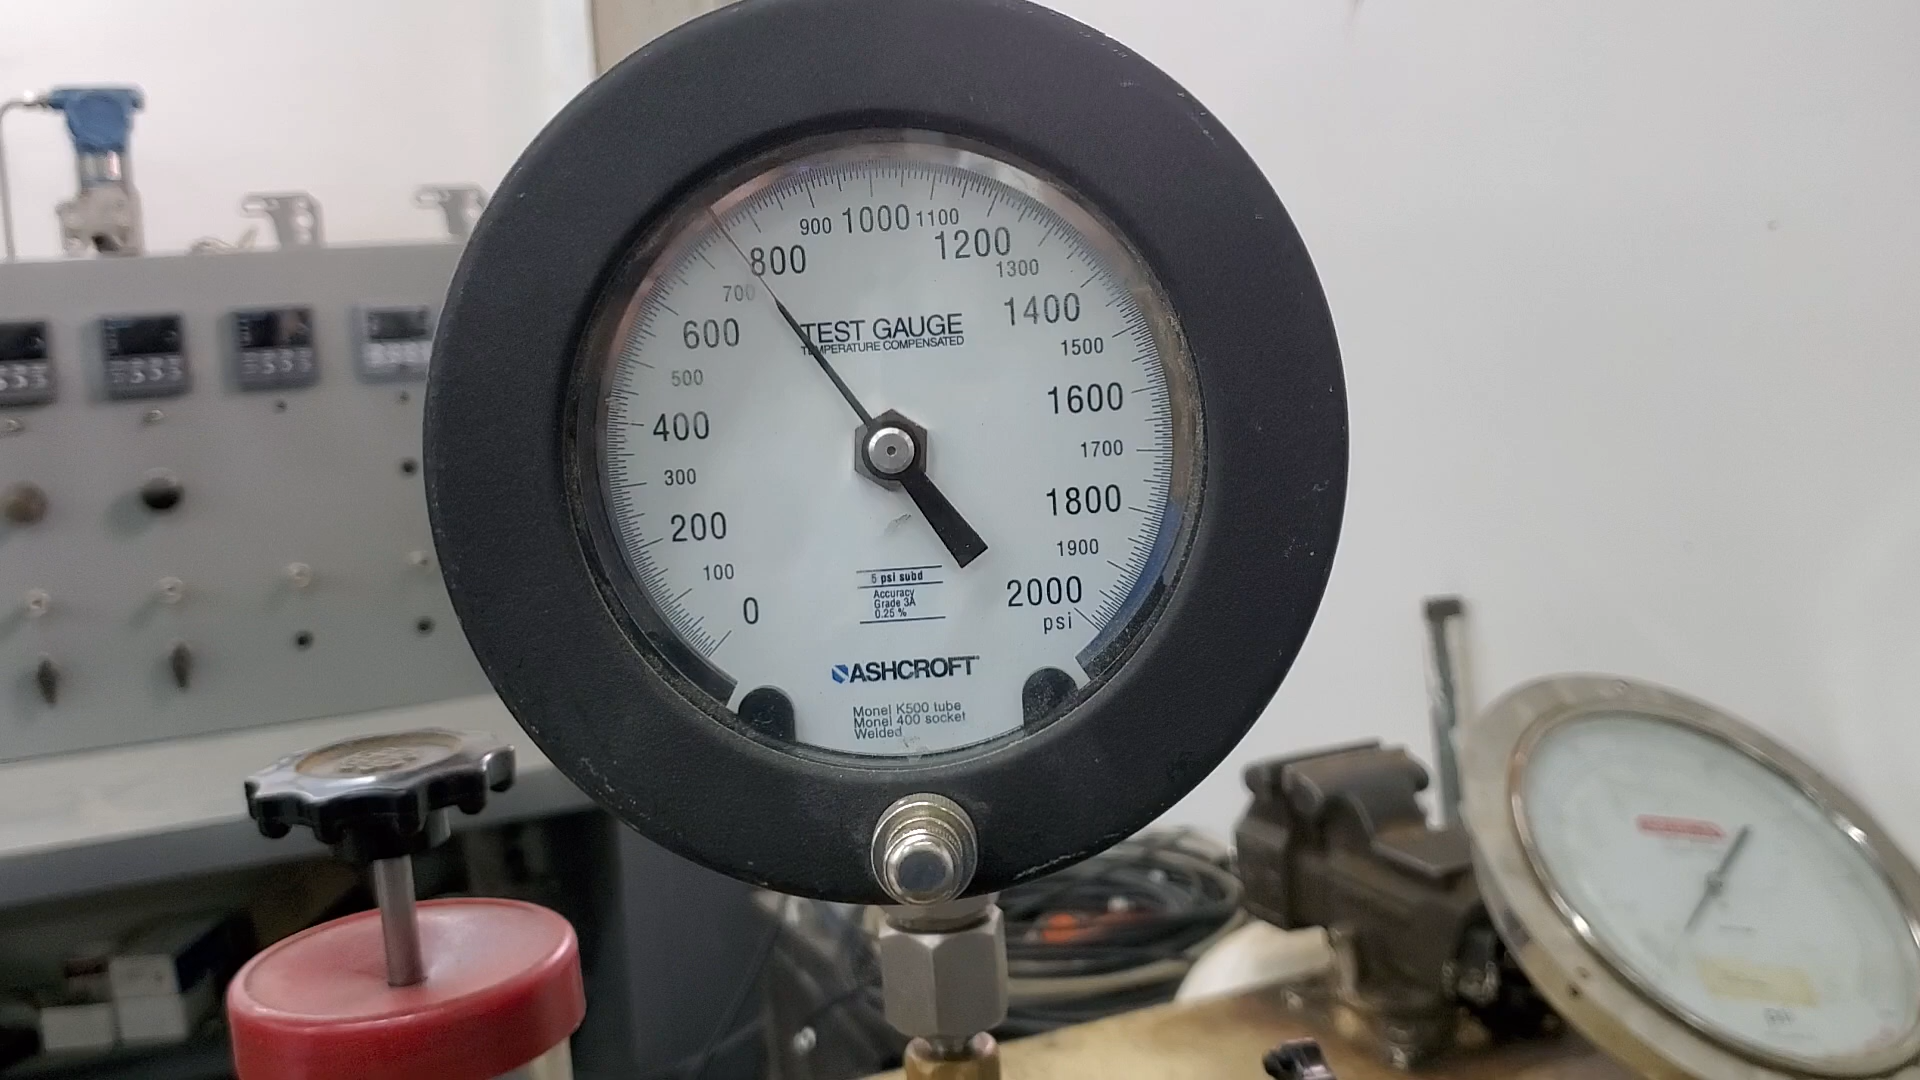 900 1000 1100
800 1200
700 1300
600 1400
500 1500
400 1600
300 1700
200 1800
100 1900
0 2000
psi
TEST GAUGE
TEMPERATURE COMPENSATED
5 psi subd
Accuracy
Grade 3A
0.25 %
ASHCROFT
Monel K500 tube
Monel 400 socket
Welded